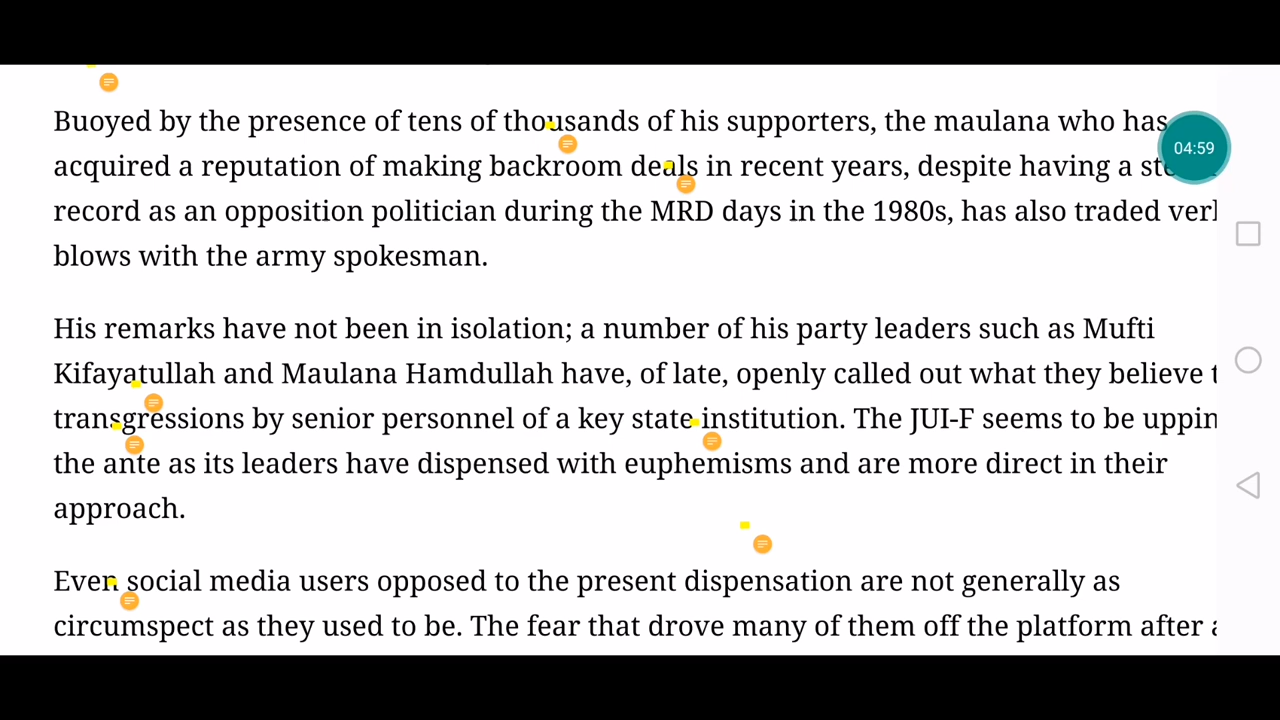 Buoyed by the presence of tens of thousands of his supporters, the maulana who has
04:59
acquired a reputation of making backroom deals in recent years, despite having a
record as an opposition politician during the MRD days in the 1980s, has also traded
blows with the army spokesman.
His remarks have not been in isolation; a number of his party leaders such as Mufti
Kifayatullah and Maulana Hamdullah have, of late, openly called out what they believe
transgressions by senior personnel of a key state institution. The JUI-F seems to be
the ante as its leaders have dispensed with euphemisms and are more direct in their
approach.
Even social media users opposed to the present dispensation are not generally as
circumspect as they used to be. The fear that drove many of them off the platform after